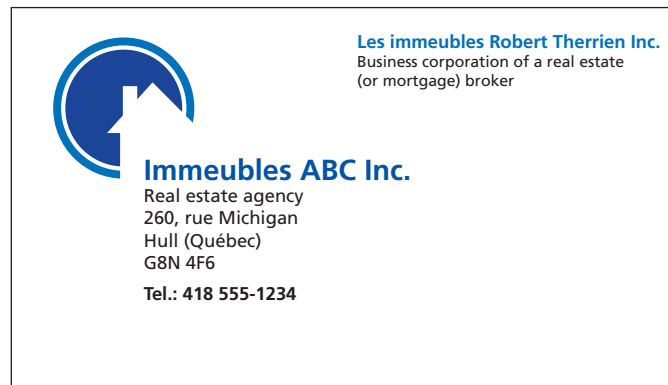 Les immeubles Robert Therrien Inc.
Business corporation of a real estate
(or mortgage) broker
Immeubles ABC Inc.
Real estate agency
260, rue Michigan
Hull (Québec)
G8N 4F6
Tel.: 418 555-1234